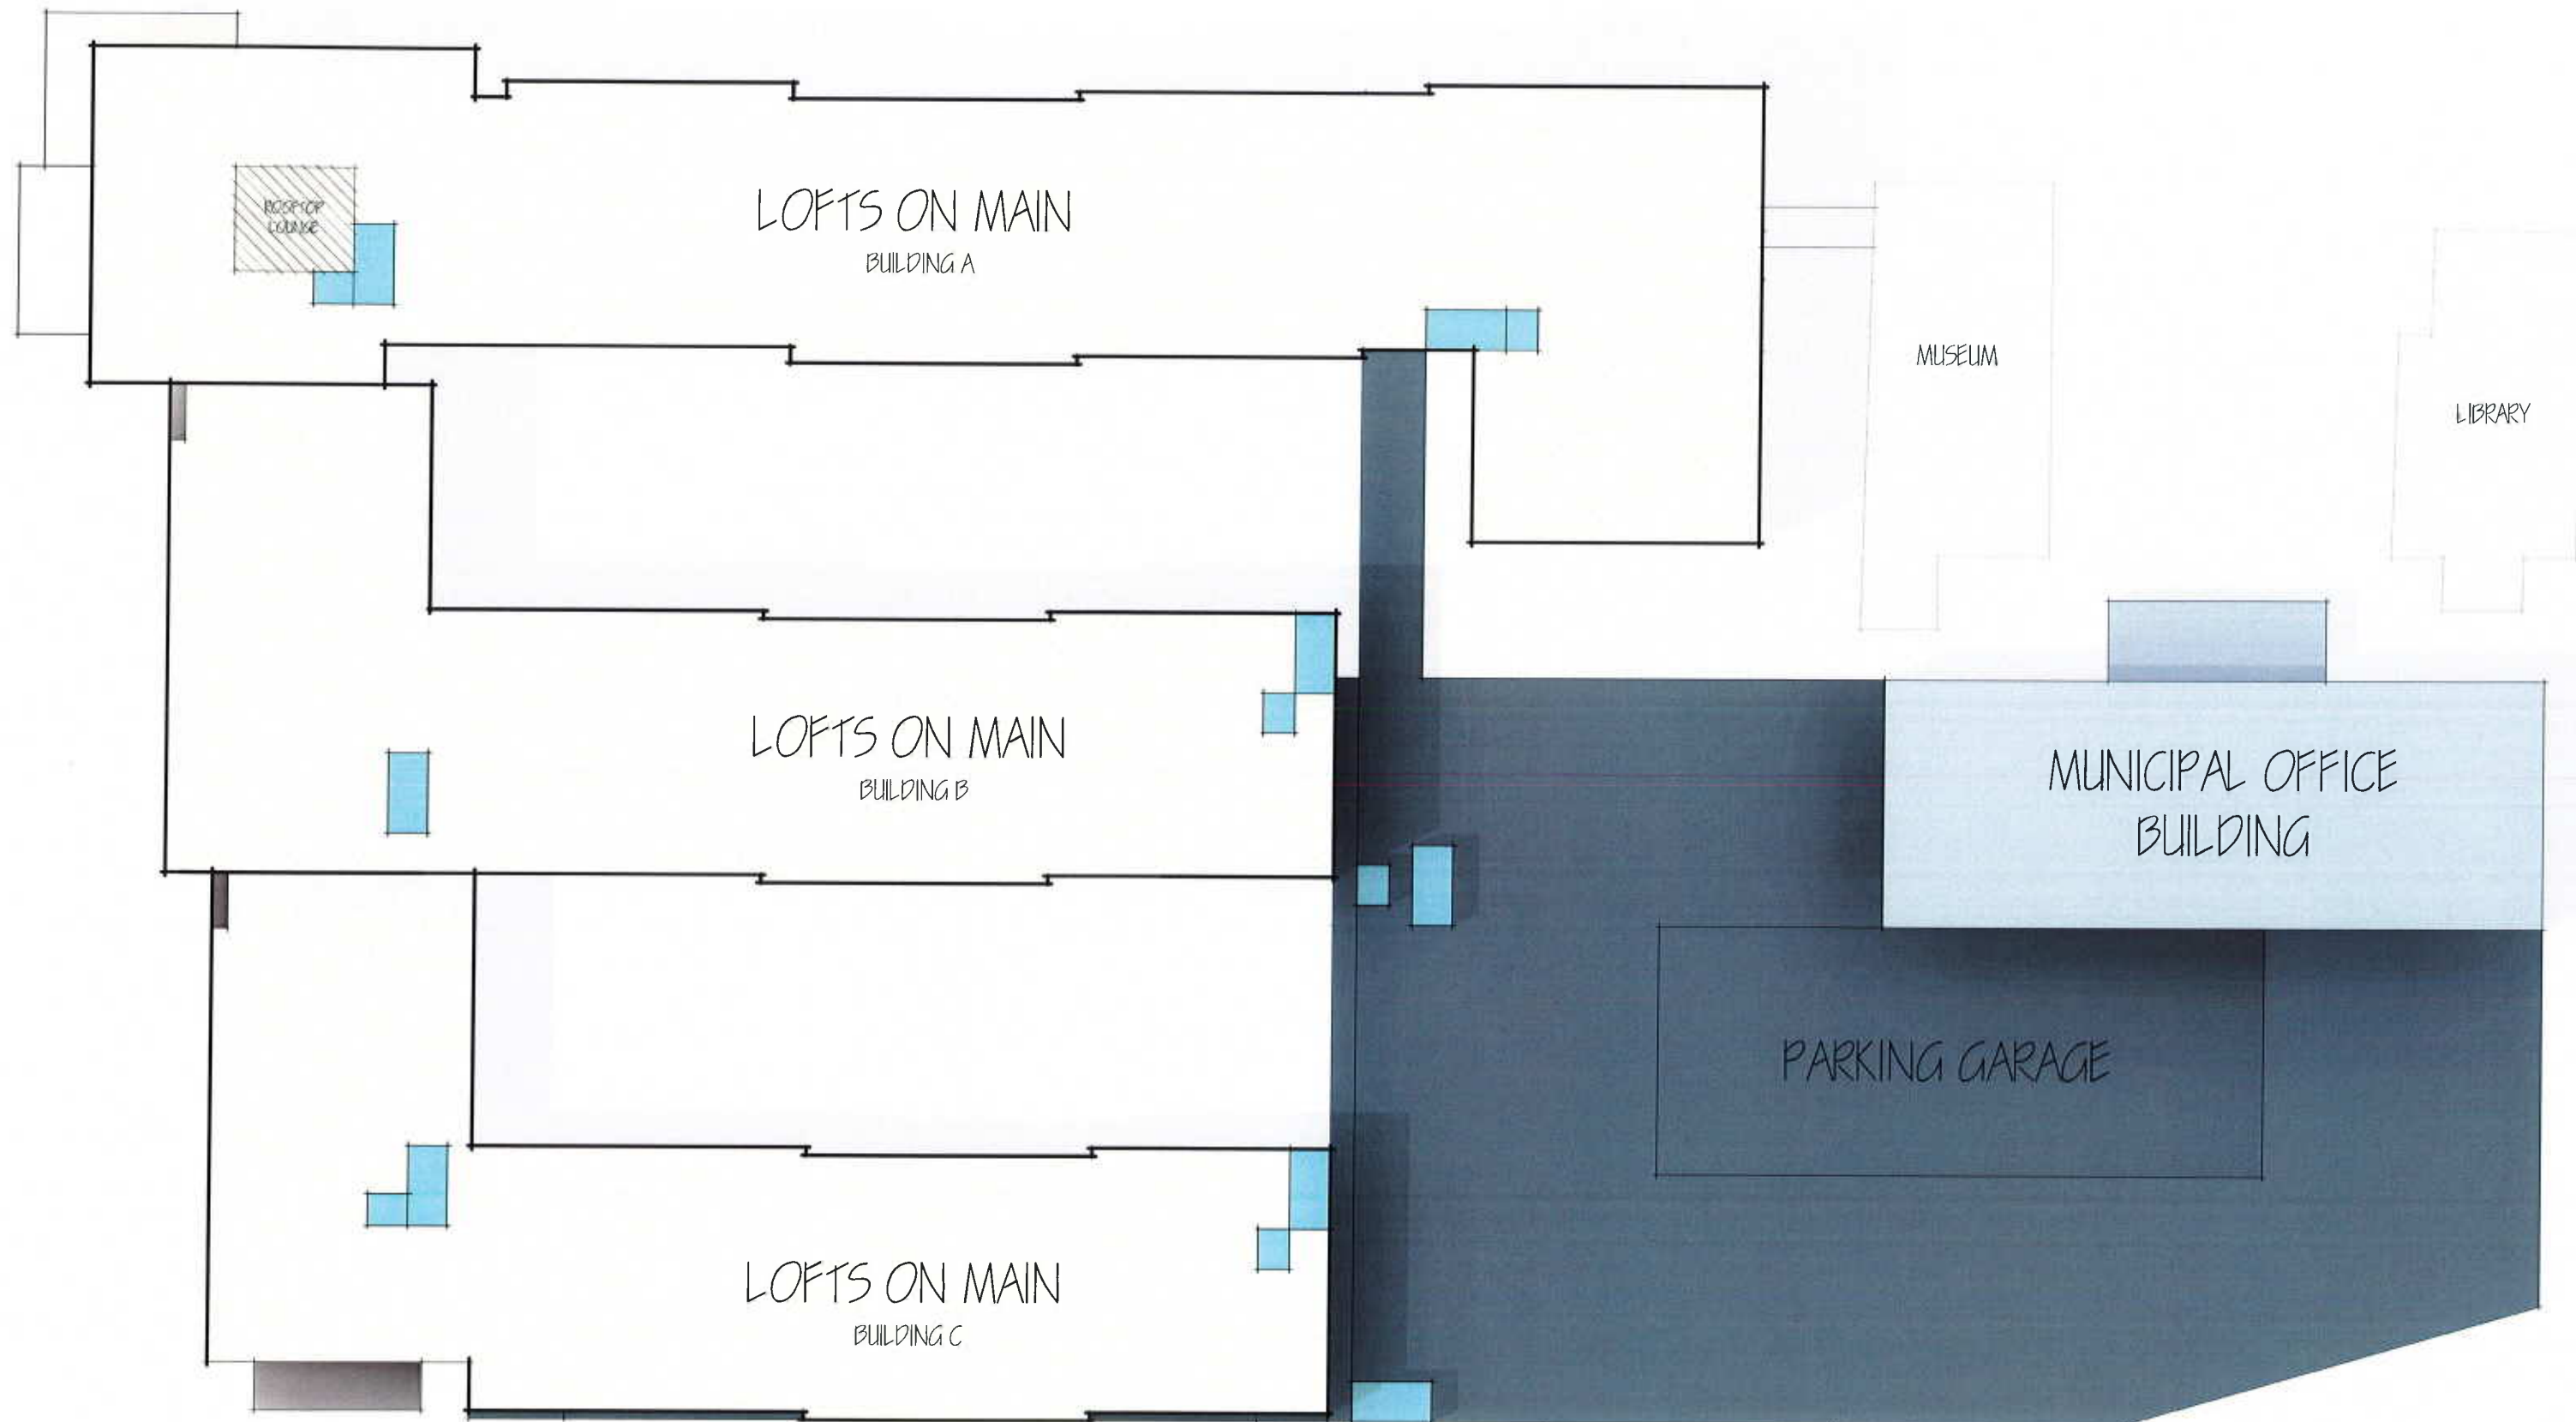 ROOFTOP
LOUNGE
LOFTS ON MAIN
BUILDING A
MUSEUM
LIBRARY
LOFTS ON MAIN
BUILDING B
MUNICIPAL OFFICE
BUILDING
PARKING GARAGE
LOFTS ON MAIN
BUILDING C